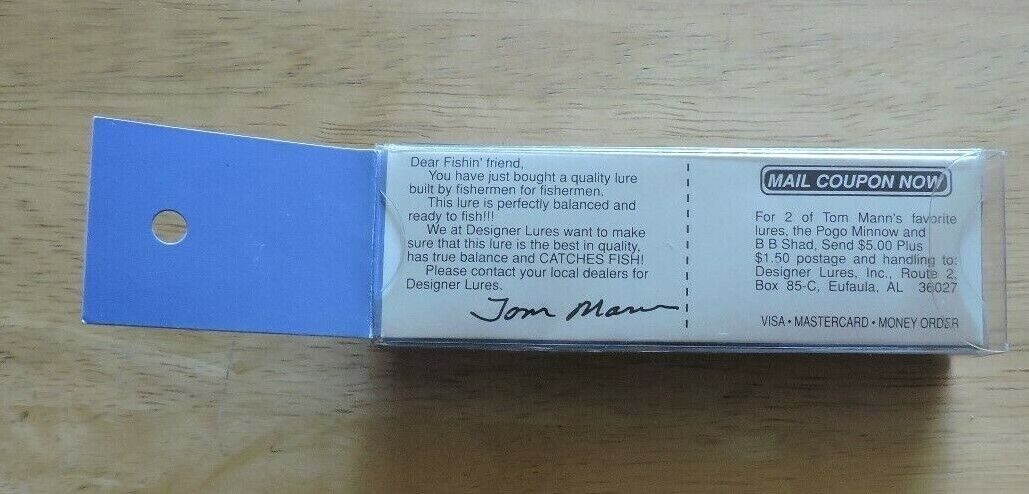 Dear Fishin' friend,
You have just bought a quality lure
built by fishermen for fishermen.
This lure is perfectly balanced and
ready to fish!!!
We at Designer Lures want to make
sure that this lure is the best in quality,
has true balance and CATCHES FISH!
Please contact your local dealers for
Designer Lures.
Tom Mann
MAIL COUPON NOW
For 2 of Tom Mann's favorite
lures, the Pogo Minnow and
B B Shad, Send $5.00 Plus
$1.50 postage and handling to:
Designer Lures, Inc., Route 2,
Box 85-C, Eufaula, AL 36027
VISA • MASTERCARD • MONEY ORDER